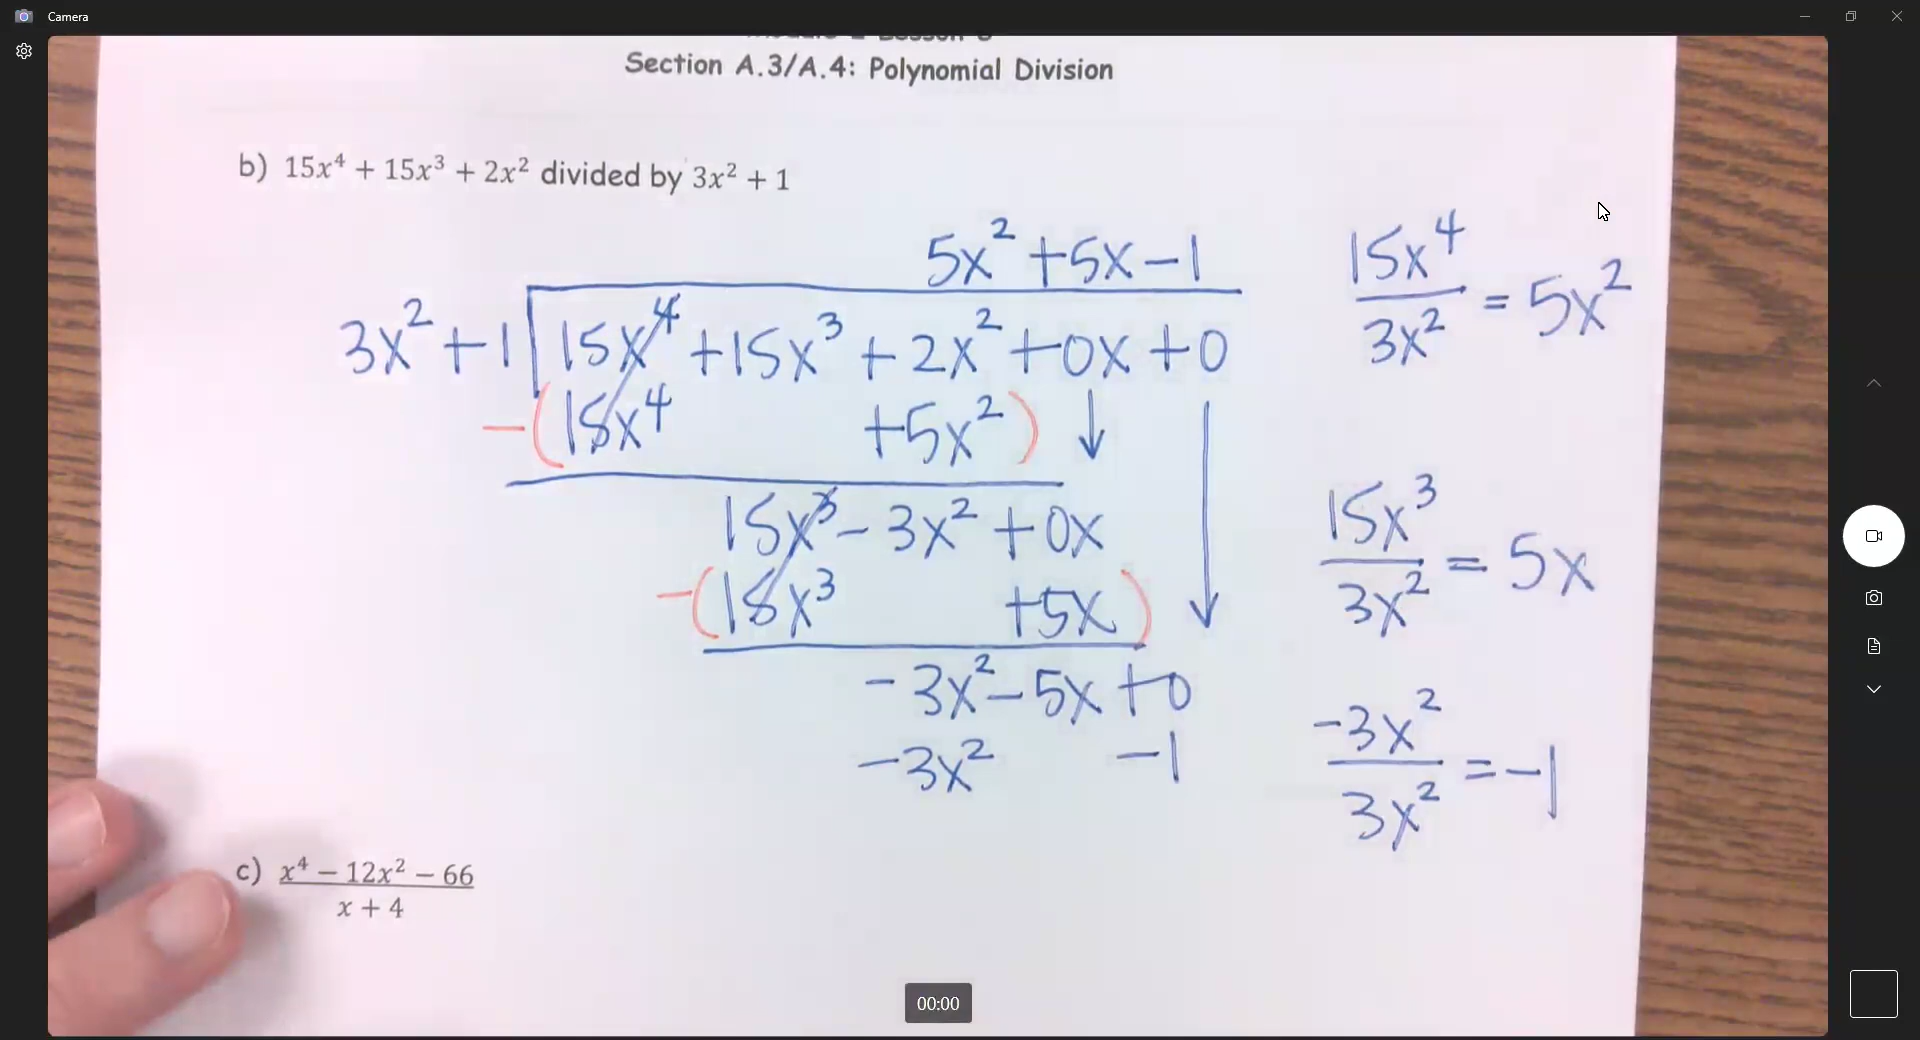 Camera
Section A.3/A.4: Polynomial Division
b) 15x⁴ + 15x³ + 2x² divided by 3x² + 1
5x² + 5x - 1
3x² + 1 15x⁴ + 15x³ + 2x² + 0x + 0
-(15x⁴ + 5x²)
15x³ - 3x² + 0x
-(15x³ + 5x)
-3x² - 5x + 0
-3x² - 1
15x⁴
3x² = 5x²
15x³
3x² = 5x
-3x²
3x² = -1
c) x⁴ − 12x² − 66
x + 4
00:00